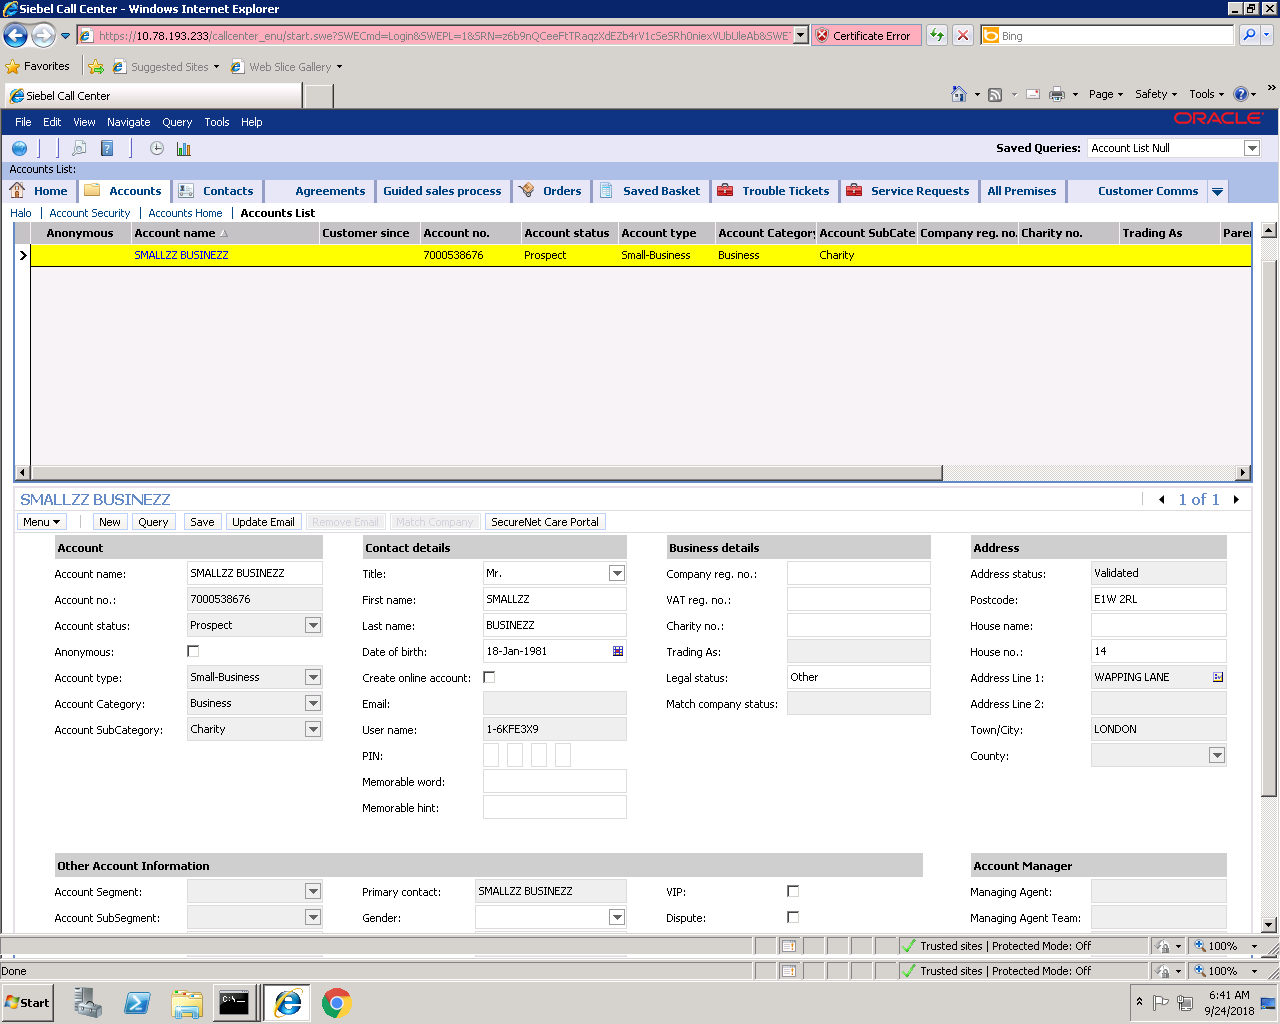 Siebel Call Center - Windows Internet Explorer
https://10.78.193.233/callcenter_enu/start.swe?SWECmd=Login&SWEPL=1&SRN=z6b9nQCeeFtTRaqzXdEZb4rV1cSeSRh0niexVUbUleAb&SWE
Certificate Error
Bing
Favorites
Suggested Sites
Web Slice Gallery
Siebel Call Center
Page
Safety
Tools
File Edit View Navigate Query Tools Help
ORACLE
Saved Queries:
Account List Null
Accounts List:
Home
Accounts
Contacts
Agreements
Guided sales process
Orders
Saved Basket
Trouble Tickets
Service Requests
All Premises
Customer Comms
Halo | Account Security | Accounts Home | Accounts List
Anonymous Account name Customer since Account no. Account status Account type Account Category Account SubCate Company reg. no. Charity no. Trading As Pare
SMALLZZ BUSINEZZ 7000538676 Prospect Small-Business Business Charity
SMALLZZ BUSINEZZ
1 of 1
Menu
New
Query
Save
Update Email
Remove Email
Match Company
SecureNet Care Portal
Account
Account name: SMALLZZ BUSINEZZ
Account no.: 7000538676
Account status: Prospect
Anonymous:
Account type: Small-Business
Account Category: Business
Account SubCategory: Charity
Contact details
Title: Mr.
First name: SMALLZZ
Last name: BUSINEZZ
Date of birth: 18-Jan-1981
Create online account:
Email:
User name: 1-6KFE3X9
PIN:
Memorable word:
Memorable hint:
Business details
Company reg. no.:
VAT reg. no.:
Charity no.:
Trading As:
Legal status: Other
Match company status:
Address
Address status: Validated
Postcode: E1W 2RL
House name:
House no.: 14
Address Line 1: WAPPING LANE
Address Line 2:
Town/City: LONDON
County:
Other Account Information
Account Segment:
Account SubSegment:
Primary contact: SMALLZZ BUSINEZZ
Gender:
VIP:
Dispute:
Account Manager
Managing Agent:
Managing Agent Team:
Trusted sites | Protected Mode: Off
100%
Done
Trusted sites | Protected Mode: Off
100%
Start
C:\.
6:41 AM
9/24/2018